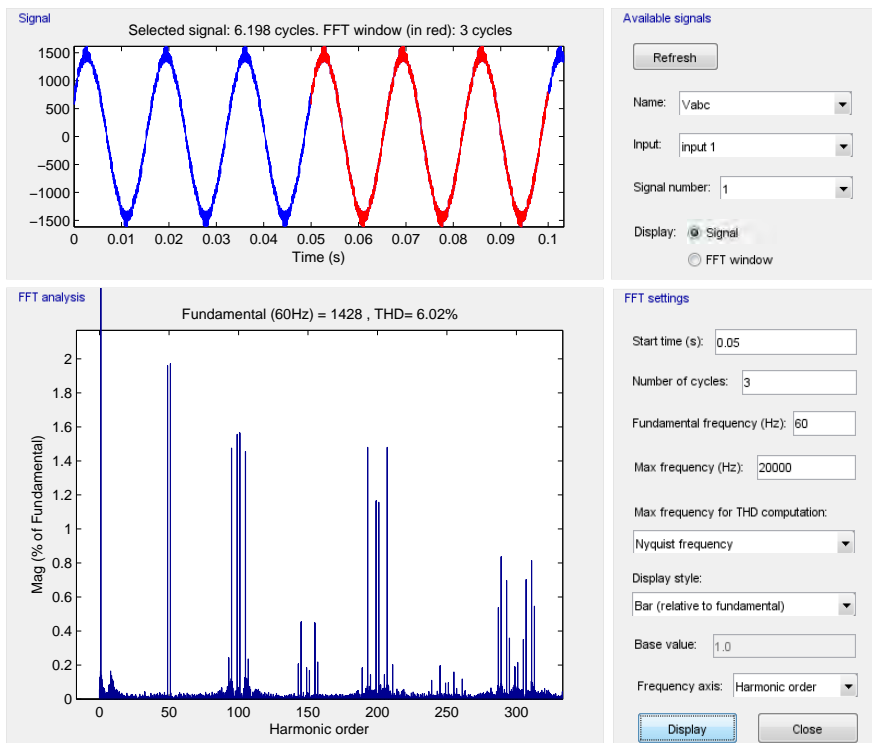 Signal
Selected signal: 6.198 cycles. FFT window (in red): 3 cycles
1500
1000
500
0
−500
−1000
−1500
0 0.01 0.02 0.03 0.04 0.05 0.06 0.07 0.08 0.09 0.1
Time (s)
FFT analysis
Fundamental (60Hz) = 1428 , THD= 6.02%
2
1.8
1.6
1.4
1.2
1
0.8
0.6
0.4
0.2
0
Mag (% of Fundamental)
0 50 100 150 200 250 300
Harmonic order
Available signals
Refresh
Name: Vabc
Input: input 1
Signal number: 1
Display: Signal
FFT window
FFT settings
Start time (s): 0.05
Number of cycles: 3
Fundamental frequency (Hz): 60
Max frequency (Hz): 20000
Max frequency for THD computation:
Nyquist frequency
Display style:
Bar (relative to fundamental)
Base value: 1.0
Frequency axis: Harmonic order
Display Close